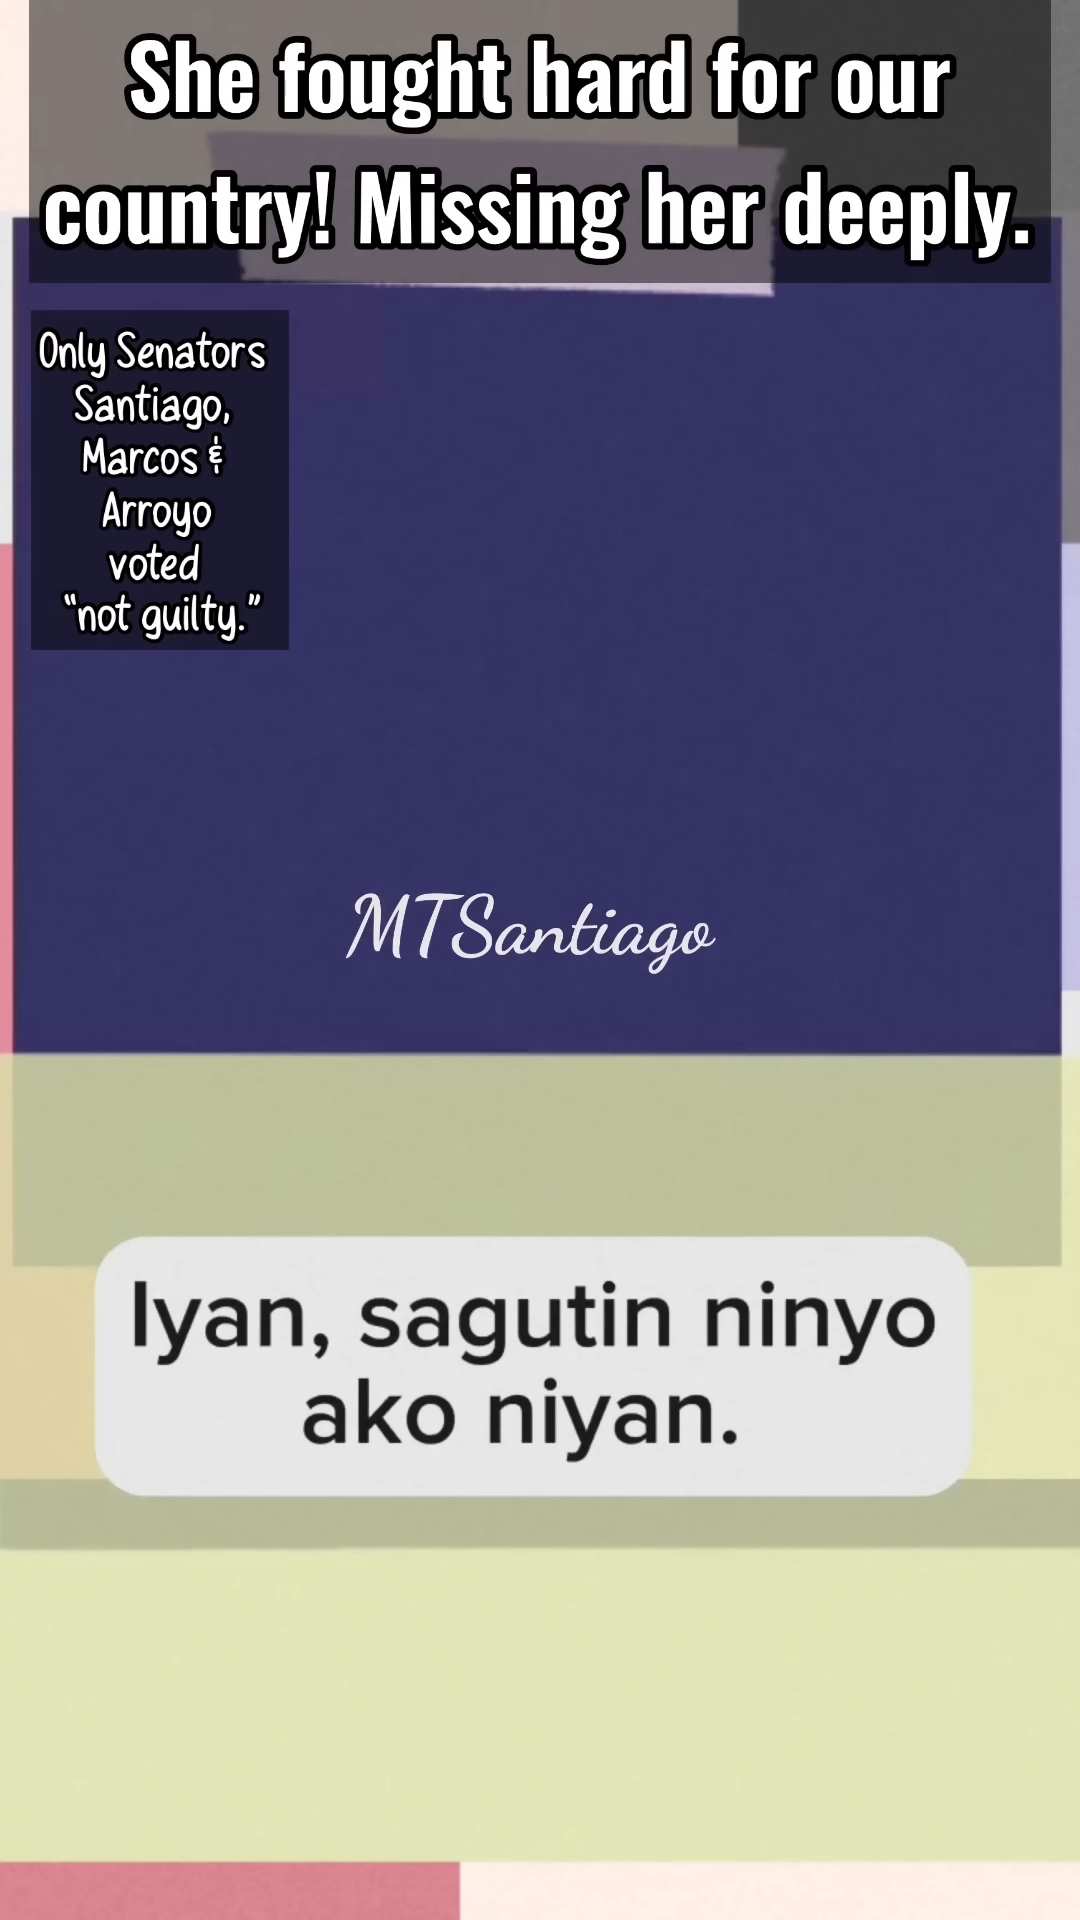 She fought hard for our
country! Missing her deeply.
Only Senators
Santiago,
Marcos &
Arroyo
voted
“not guilty.”
MTSantiago
Iyan, sagutin ninyo
ako niyan.